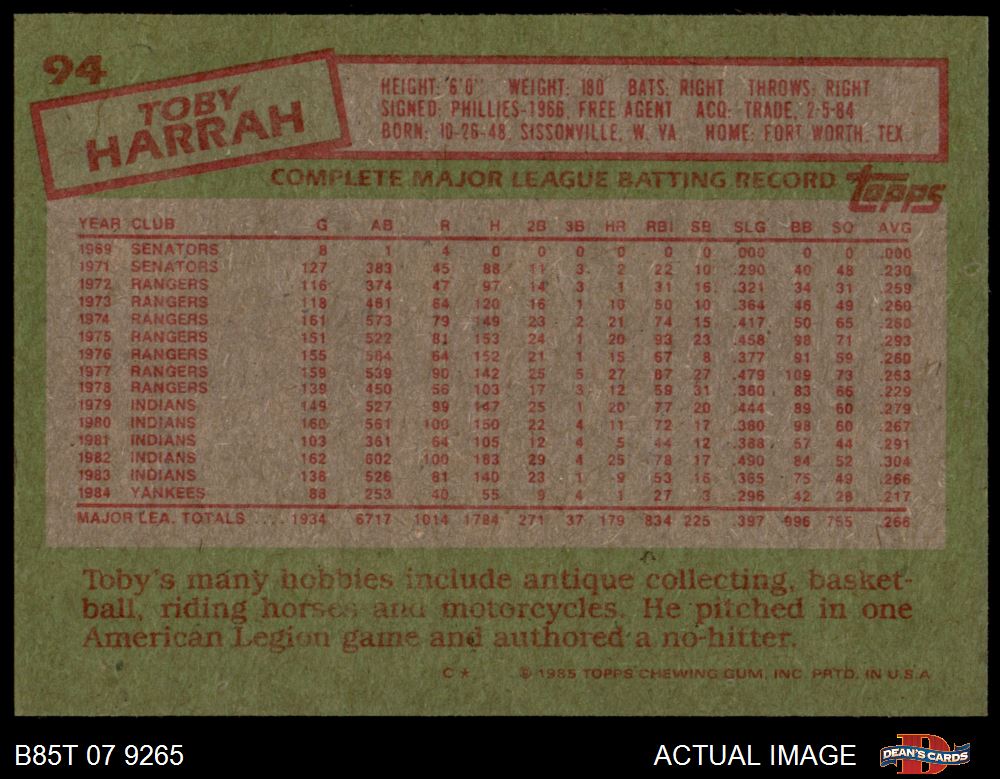 94
TOBY
HARRAH
HEIGHT: 6'0" WEIGHT: 180 BATS: RIGHT THROWS: RIGHT
SIGNED: PHILLIES-1966, FREE AGENT ACQ: TRADE, 2-5-84
BORN: 10-26-48, SISSONVILLE, W. VA. HOME: FORT WORTH, TEX
COMPLETE MAJOR LEAGUE BATTING RECORD topps
YEAR CLUB G AB R H 2B 3B HR RBI SB SLG BB SO AVG
1969 SENATORS 8 1 4 0 0 0 0 0 0 .000 0 0 .000
1971 SENATORS 127 383 45 88 11 3 2 22 10 .290 40 48 .230
1972 RANGERS 116 374 47 97 14 3 1 31 16 .321 34 31 .259
1973 RANGERS 118 461 64 120 16 1 10 50 10 .364 46 49 .260
1974 RANGERS 161 573 79 149 23 2 21 74 15 .417 50 65 .260
1975 RANGERS 151 522 81 153 24 1 20 93 23 .458 98 71 .293
1976 RANGERS 155 584 64 152 21 1 15 67 8 .377 91 59 .260
1977 RANGERS 159 539 90 142 25 5 27 87 27 .479 109 73 .263
1978 RANGERS 139 450 56 103 17 3 12 59 31 .360 83 66 .229
1979 INDIANS 149 527 99 147 25 1 20 77 20 .444 89 60 .279
1980 INDIANS 160 561 100 150 22 4 11 72 17 .380 98 60 .267
1981 INDIANS 103 361 64 105 12 4 5 44 12 .388 57 44 .291
1982 INDIANS 162 602 100 183 29 4 25 78 17 .490 84 52 .304
1983 INDIANS 138 526 81 140 23 1 9 53 16 .365 75 49 .266
1984 YANKEES 88 253 40 55 9 4 1 27 3 .296 42 28 .217
MAJOR LEA. TOTALS .... 1934 6717 1014 1784 271 37 179 834 225 .397 996 755 .266
Toby's many hobbies include antique collecting, basket-
ball, riding horses and motorcycles. He pitched in one
American Legion game and authored a no-hitter.
C* © 1985 TOPPS CHEWING GUM, INC. PRTD. IN U.S.A.
B85T 07 9265 ACTUAL IMAGE DEAN'S CARDS